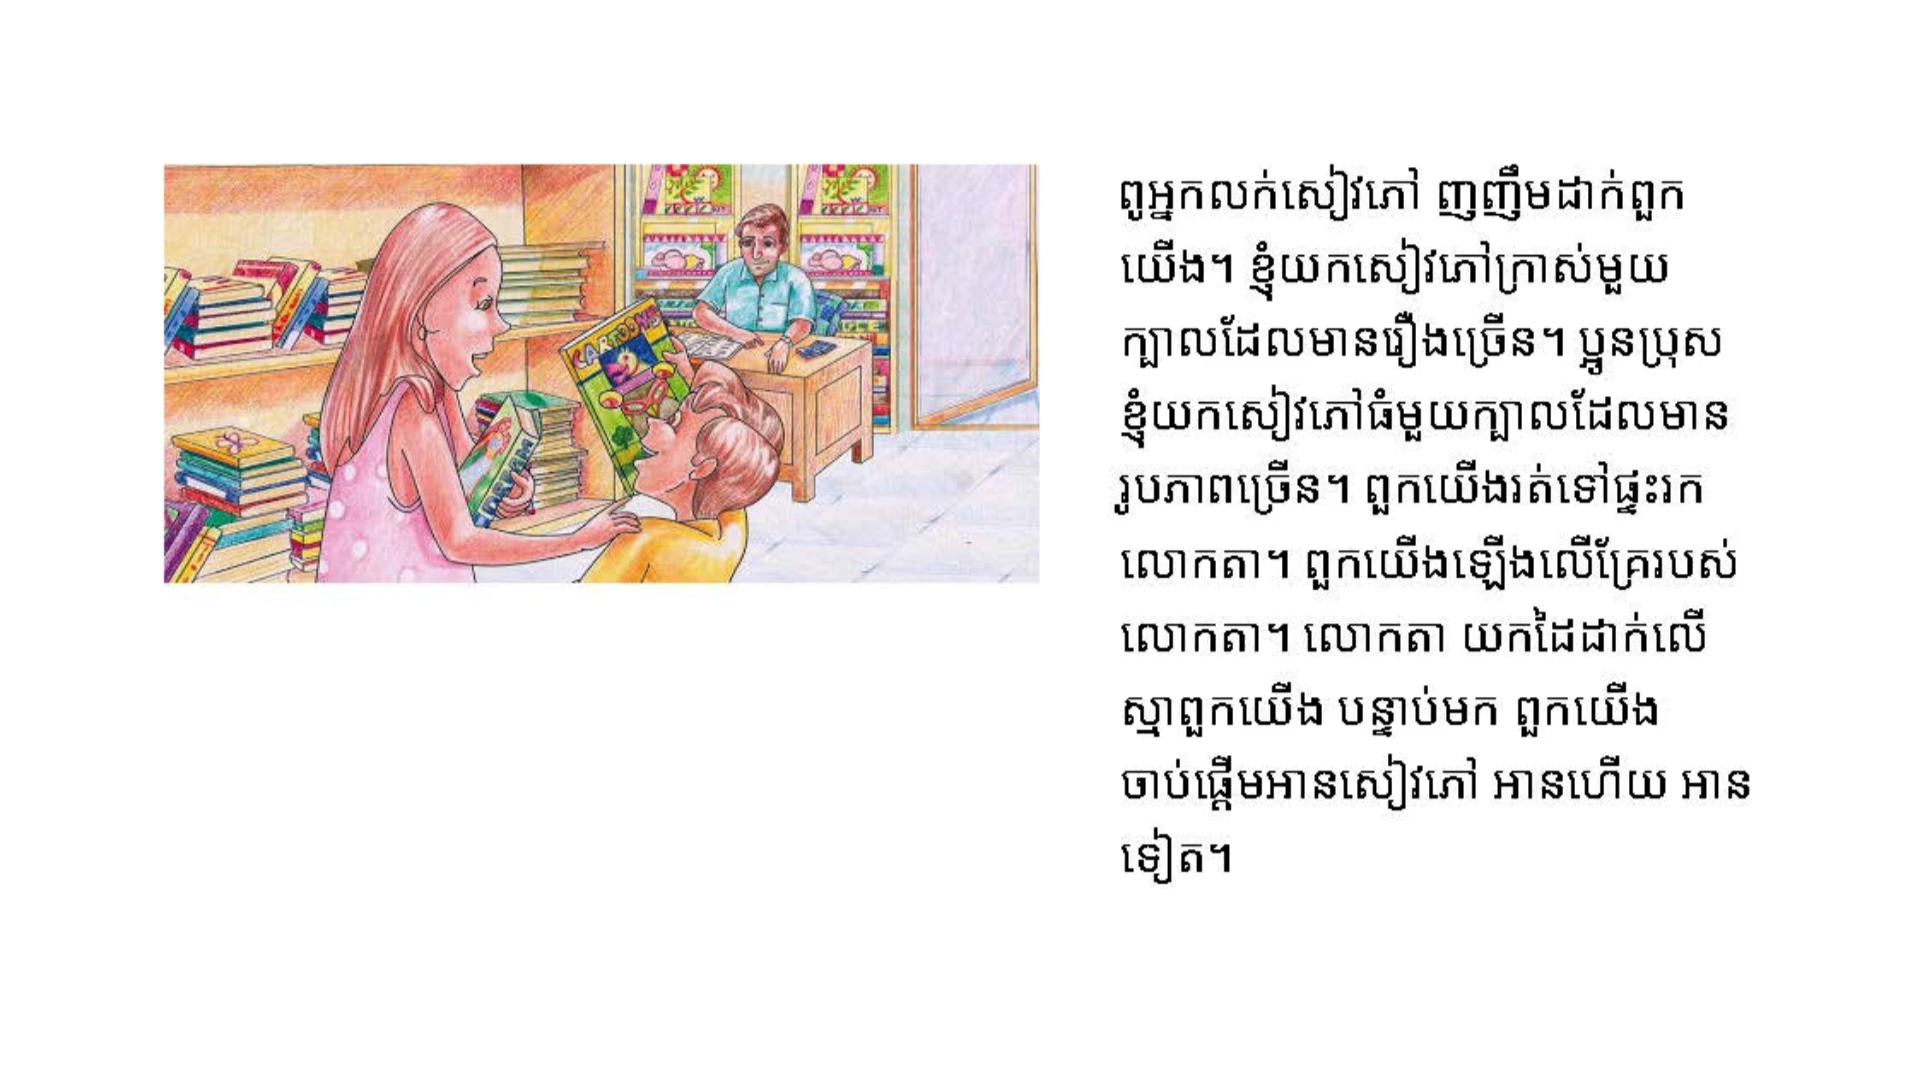 CARTOONS
ពូអ្នកលក់សៀវភៅ ញញឹមដាក់ពួក
យើង។ ខ្ញុំយកសៀវភៅក្រាស់មួយ
ក្បាលដែលមានរឿងច្រើន។ ប្អូនប្រុស
ខ្ញុំយកសៀវភៅធំមួយក្បាលដែលមាន
រូបភាពច្រើន។ ពួកយើងរត់ទៅផ្ទះរក
លោកតា។ ពួកយើងឡើងលើគ្រែរបស់
លោកតា។ លោកតា យកដៃដាក់លើ
ស្មាពួកយើង បន្ទាប់មក ពួកយើង
ចាប់ផ្តើមអានសៀវភៅ អានហើយ អាន
ទៀត។